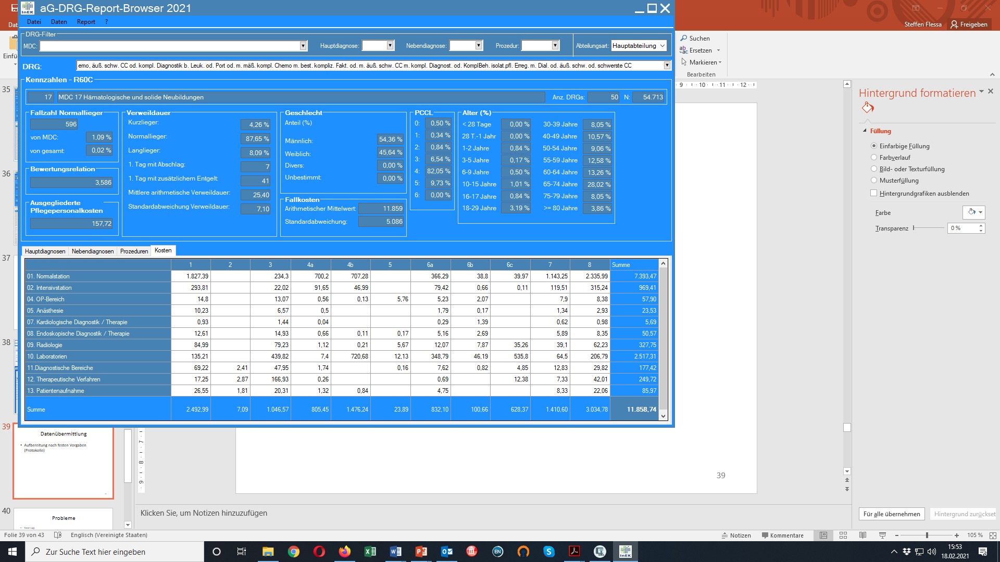 aG-DRG-Report-Browser 2021
InEK
Datei Daten Report ?
Steffen Flessa Freigeben
DRG-Filter
MDC: Hauptdiagnose: Nebendiagnose: Prozedur: Abteilungsart: Hauptabteilung
DRG: emo, äuß. schw. CC od. kompl. Diagnostik b. Leuk. od. Port od. m. mäß. kompl. Chemo m. best. kompliz. Fakt. od. m. äuß. schw. CC m. kompl. Diagnost. od. KomplBeh. isolat.pfl. Erreg. m. Dial. od. äuß. schw. od. schwerste CC
Kennzahlen - R60C
17 MDC 17 Hämatologische und solide Neubildungen Anz. DRGs: 50 N: 54.713
Fallzahl Normallieger
596
von MDC: 1,09 %
von gesamt: 0,02 %
Bewertungsrelation
3,586
Ausgegliederte
Pflegepersonalkosten
157,72
Verweildauer
Kurzlieger: 4,26 %
Normallieger: 87,65 %
Langlieger: 8,09 %
1. Tag mit Abschlag: 7
1. Tag mit zusätzlichem Entgelt: 41
Mittlere arithmetische Verweildauer: 25,40
Standardabweichung Verweildauer: 7,10
Geschlecht
Anteil (%)
Männlich: 54,36 %
Weiblich: 45,64 %
Divers: 0,00 %
Unbestimmt: 0,00 %
Fallkosten
Arithmetischer Mittelwert: 11.859
Standardabweichung: 5.086
PCCL
0: 0,50 %
1: 0,34 %
2: 0,84 %
3: 6,54 %
4: 82,05 %
5: 9,73 %
6: 0,00 %
Alter (%)
< 28 Tage 0,00 % 30-39 Jahre 8,05 %
28 T.-1 Jahr 0,00 % 40-49 Jahre 10,57 %
1-2 Jahre 0,84 % 50-54 Jahre 9,06 %
3-5 Jahre 0,17 % 55-59 Jahre 12,58 %
6-9 Jahre 0,50 % 60-64 Jahre 13,26 %
10-15 Jahre 1,01 % 65-74 Jahre 28,02 %
16-17 Jahre 0,84 % 75-79 Jahre 8,05 %
18-29 Jahre 3,19 % >= 80 Jahre 3,86 %
Hauptdiagnosen Nebendiagnosen Prozeduren Kosten
1 2 3 4a 4b 5 6a 6b 6c 7 8 Summe
01. Normalstation 1.827,39 234,3 700,2 707,28 366,29 38,8 39,97 1.143,25 2.335,99 7.393,47
02. Intensivstation 293,81 22,02 91,65 46,99 79,42 0,66 0,11 119,51 315,24 969,41
04. OP-Bereich 14,8 13,07 0,56 0,13 5,76 5,23 2,07 7,9 8,38 57,90
05. Anästhesie 10,23 6,57 0,5 1,79 0,17 1,34 2,93 23,53
07. Kardiologische Diagnostik / Therapie 0,93 1,44 0,04 0,29 1,39 0,62 0,98 5,69
08. Endoskopische Diagnostik / Therapie 12,61 14,93 0,66 0,11 0,17 5,16 2,69 5,89 8,35 50,57
09. Radiologie 84,99 79,23 1,12 0,21 5,67 12,07 7,87 35,26 39,1 62,23 327,75
10. Laboratorien 135,21 439,82 7,4 720,68 12,13 348,79 46,19 535,8 64,5 206,79 2.517,31
11.Diagnostische Bereiche 69,22 2,41 47,95 1,74 0,16 7,62 0,82 4,85 12,83 29,82 177,42
12. Therapeutische Verfahren 17,25 2,87 166,93 0,26 0,69 12,38 7,33 42,01 249,72
13. Patientenaufnahme 26,55 1,81 20,31 1,32 0,84 4,75 8,33 22,06 85,97
Summe 2.492,99 7,09 1.046,57 805,45 1.476,24 23,89 832,10 100,66 628,37 1.410,60 3.034,78 11.858,74
Dat
Einfü
Suchen
Ersetzen
Markieren
Bearbeiten
9 10 11 12
Hintergrund formatieren
Füllung
Einfarbige Füllung
Farbverlauf
Bild- oder Texturfüllung
Musterfüllung
Hintergrundgrafiken ausblenden
Farbe
Transparenz 0 %
Für alle übernehmen Hintergrund zurückset
35
36
37
38
39
Datenübermittlung
• Aufbereitung nach festen Vorgaben
(Protokolle)
40
Probleme
7
8
9
39
Klicken Sie, um Notizen hinzuzufügen
Folie 39 von 43 Englisch (Vereinigte Staaten) Notizen Kommentare 105 %
Zur Suche Text hier eingeben
EN
InEK
15:53
18.02.2021